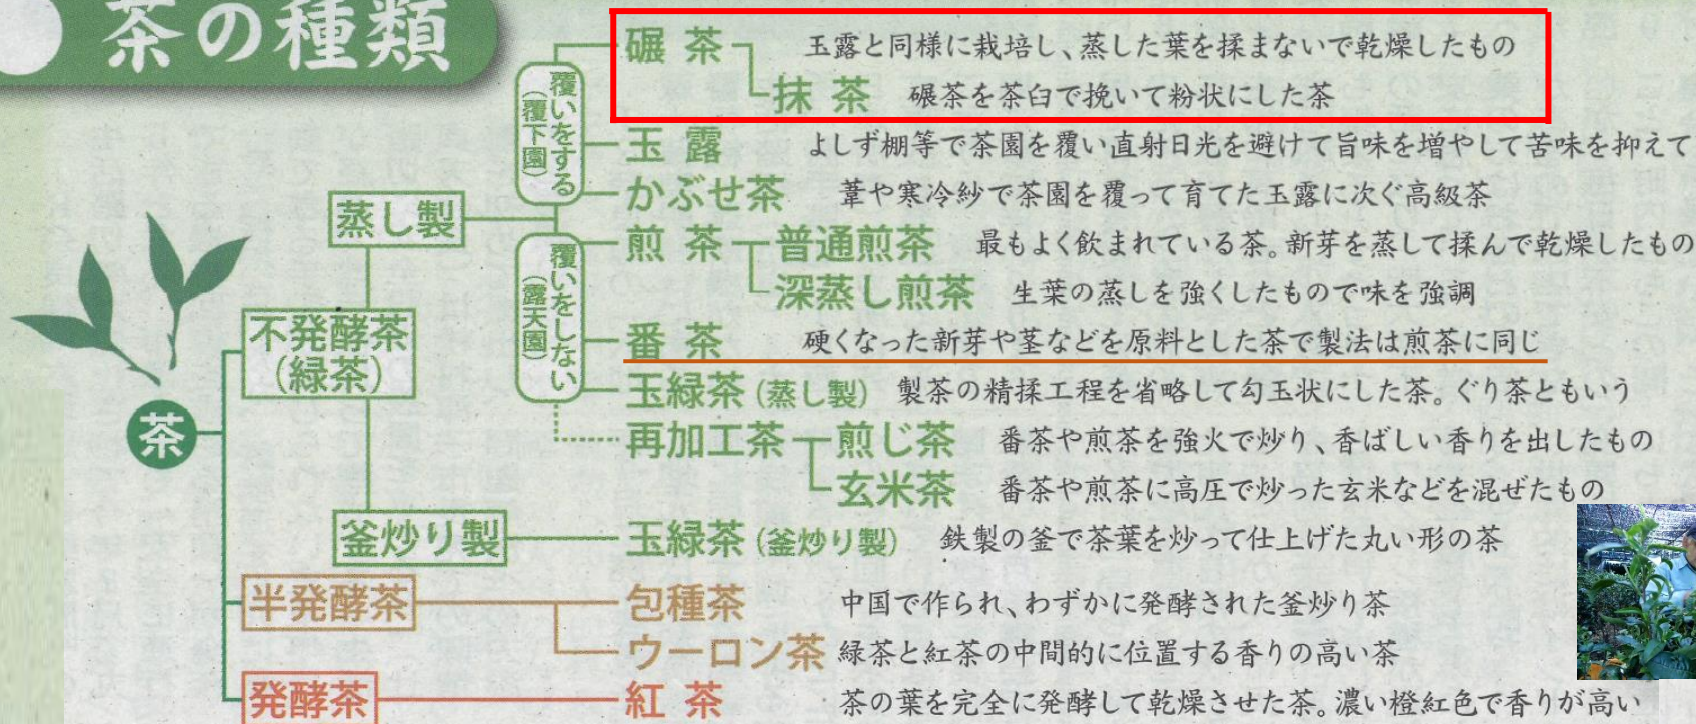 茶の種類
碾茶 玉露と同様に栽培し、蒸した葉を揉まないで乾燥したもの
抹茶 碾茶を茶臼で挽いて粉状にした茶
覆いをする
(覆下園)
玉露 よしず棚等で茶園を覆い直射日光を避けて旨味を増やして苦味を抑えて
かぶせ茶 葦や寒冷紗で茶園を覆って育てた玉露に次ぐ高級茶
蒸し製
煎茶 普通煎茶 最もよく飲まれている茶。新芽を蒸して揉んで乾燥したもの
深蒸し煎茶 生葉の蒸しを強くしたもので味を強調
覆いをしない
(露天園)
番茶 硬くなった新芽や茎などを原料とした茶で製法は煎茶に同じ
不発酵茶
(緑茶)
玉緑茶(蒸し製) 製茶の精揉工程を省略して勾玉状にした茶。ぐり茶ともいう
茶
再加工茶 煎じ茶 番茶や煎茶を強火で炒り、香ばしい香りを出したもの
玄米茶 番茶や煎茶に高圧で炒った玄米などを混ぜたもの
釜炒り製 玉緑茶(釜炒り製) 鉄製の釜で茶葉を炒って仕上げた丸い形の茶
半発酵茶 包種茶 中国で作られ、わずかに発酵された釜炒り茶
ウーロン茶 緑茶と紅茶の中間的に位置する香りの高い茶
発酵茶 紅茶 茶の葉を完全に発酵して乾燥させた茶。濃い橙紅色で香りが高い